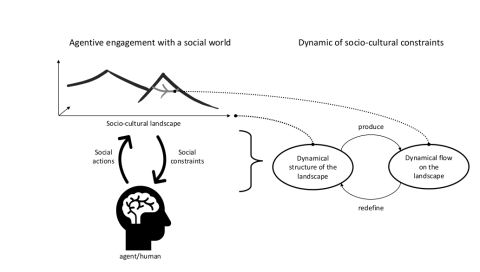 Agentive engagement with a social world
Dynamic of socio-cultural constraints
Socio-cultural landscape
Social
actions
Social
constraints
agent/human
produce
Dynamical
structure of the
landscape
Dynamical flow
on the
landscape
redefine